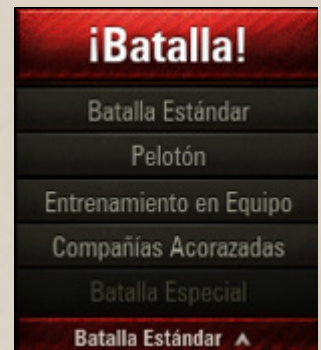 ¡Batalla!
Batalla Estándar
Pelotón
Entrenamiento en Equipo
Compañías Acorazadas
Batalla Especial
Batalla Estándar